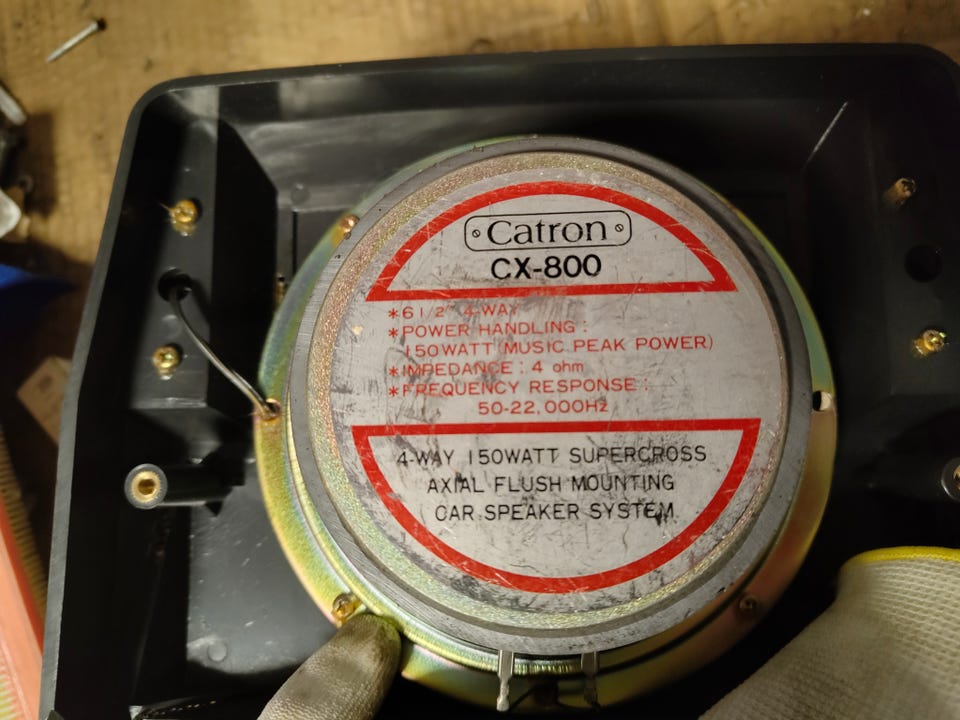 Catron
CX-800
*6 1/2" 4-WAY
*POWER HANDLING :
150WATT (MUSIC PEAK POWER)
*IMPEDANCE : 4 ohm
*FREQUENCY RESPONSE :
50-22,000Hz
4-WAY 150WATT SUPERCROSS
AXIAL FLUSH MOUNTING
CAR SPEAKER SYSTEM